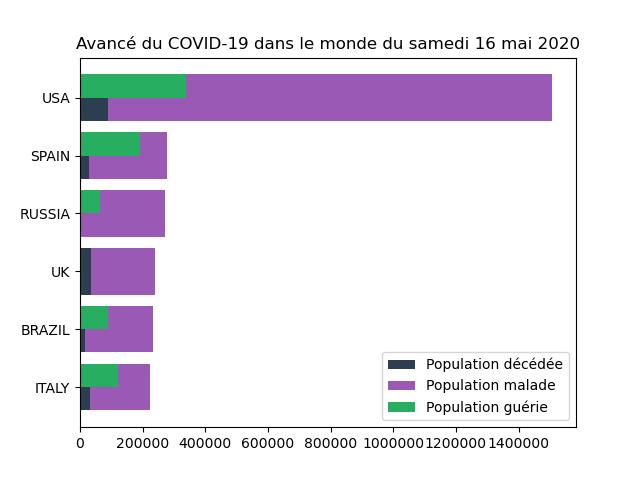 Avancé du COVID-19 dans le monde du samedi 16 mai 2020
USA
SPAIN
RUSSIA
UK
BRAZIL
ITALY
Population décédée
Population malade
Population guérie
0 200000 400000 600000 800000 1000000 1200000 1400000